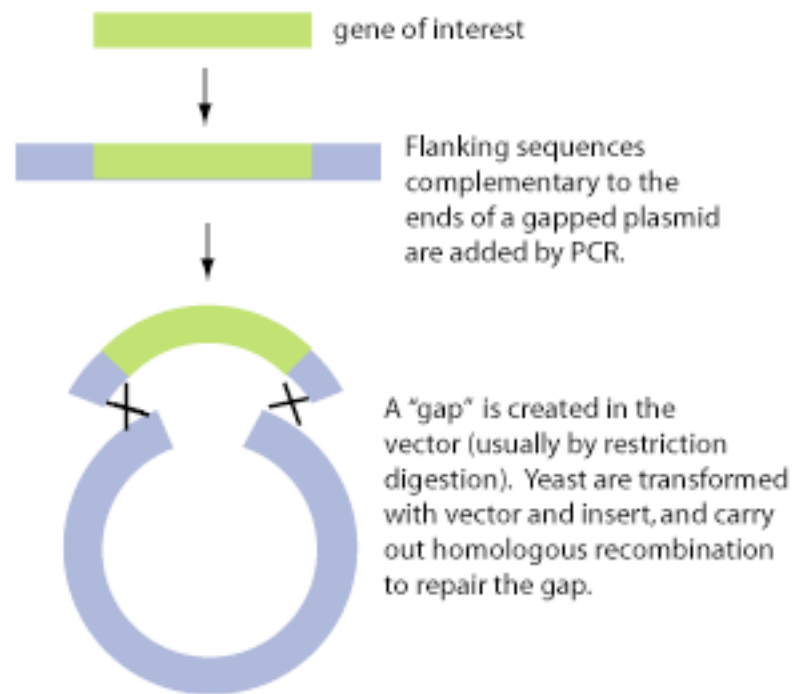 gene of interest
Flanking sequences
complementary to the
ends of a gapped plasmid
are added by PCR.
A “gap” is created in the
vector (usually by restriction
digestion). Yeast are transformed
with vector and insert, and carry
out homologous recombination
to repair the gap.